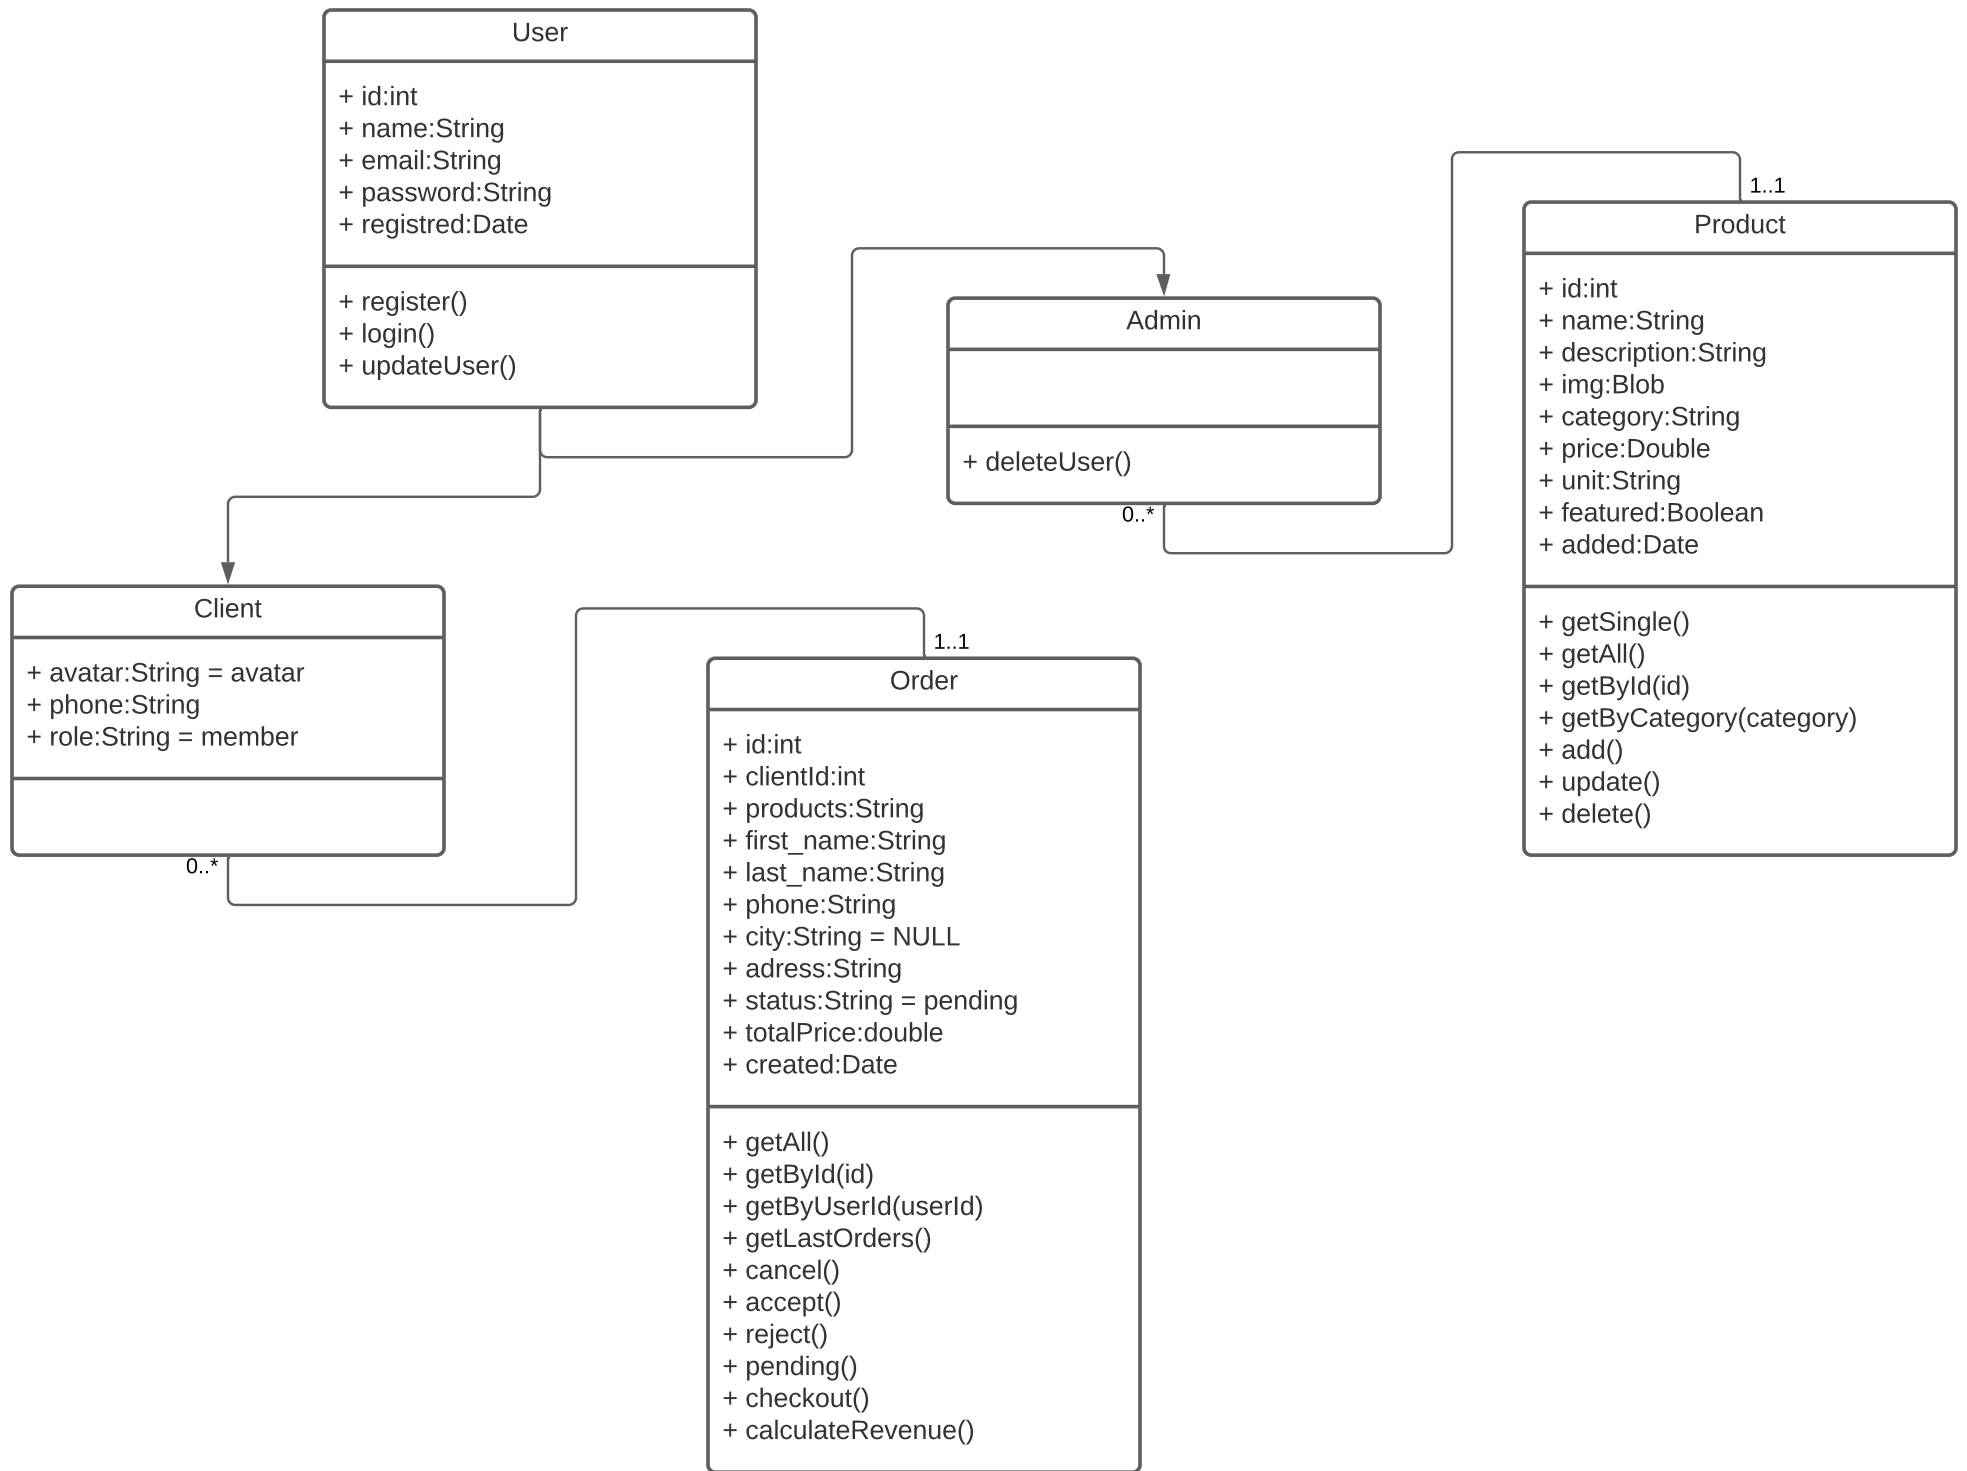 User
+ id:int
+ name:String
+ email:String
+ password:String
+ registred:Date
+ register()
+ login()
+ updateUser()
Admin
+ deleteUser()
0..*
1..1
Product
+ id:int
+ name:String
+ description:String
+ img:Blob
+ category:String
+ price:Double
+ unit:String
+ featured:Boolean
+ added:Date
+ getSingle()
+ getAll()
+ getById(id)
+ getByCategory(category)
+ add()
+ update()
+ delete()
Client
+ avatar:String = avatar
+ phone:String
+ role:String = member
0..*
1..1
Order
+ id:int
+ clientId:int
+ products:String
+ first_name:String
+ last_name:String
+ phone:String
+ city:String = NULL
+ adress:String
+ status:String = pending
+ totalPrice:double
+ created:Date
+ getAll()
+ getById(id)
+ getByUserId(userId)
+ getLastOrders()
+ cancel()
+ accept()
+ reject()
+ pending()
+ checkout()
+ calculateRevenue()